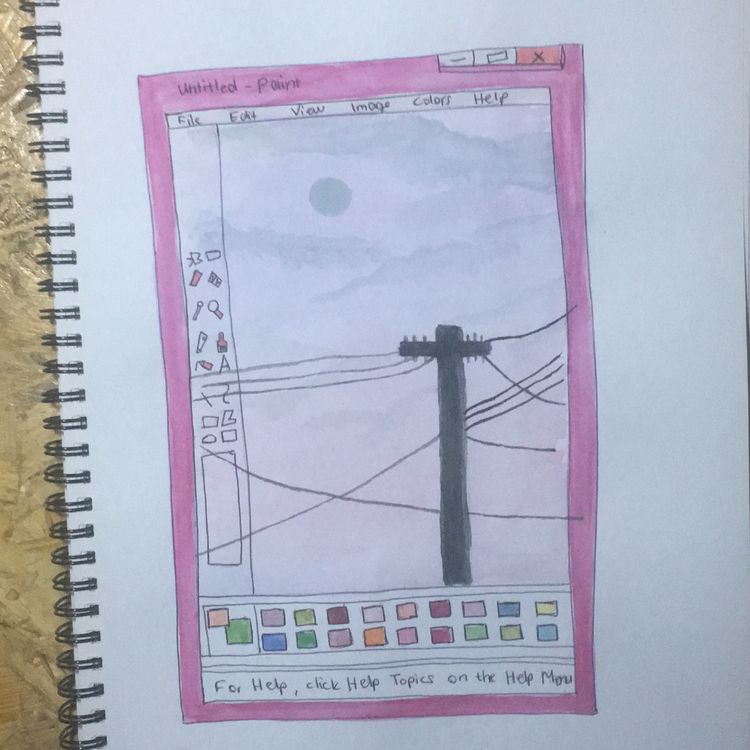 Untitled - Paint
File Edit View Image Colors Help
A
For Help, click Help Topics on the Help Menu